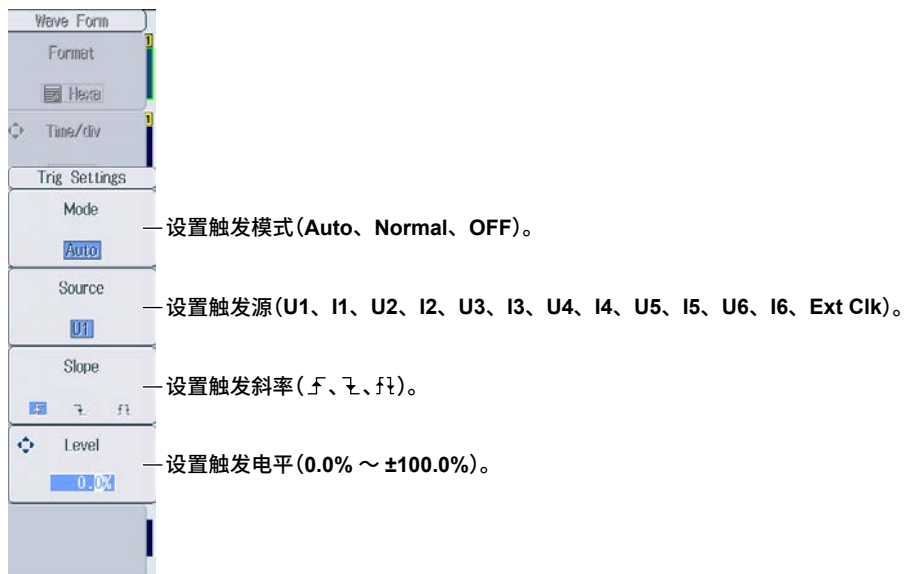 Wave Form
Format
Hexa
Time/div
Trig Settings
Mode
Auto
设置触发模式(Auto、Normal、OFF)。
Source
U1
设置触发源(U1、I1、U2、I2、U3、I3、U4、I4、U5、I5、U6、I6、Ext Clk)。
Slope
设置触发斜率(、、)。
Level
0.0%
设置触发电平(0.0% ～ ±100.0%)。
1
1